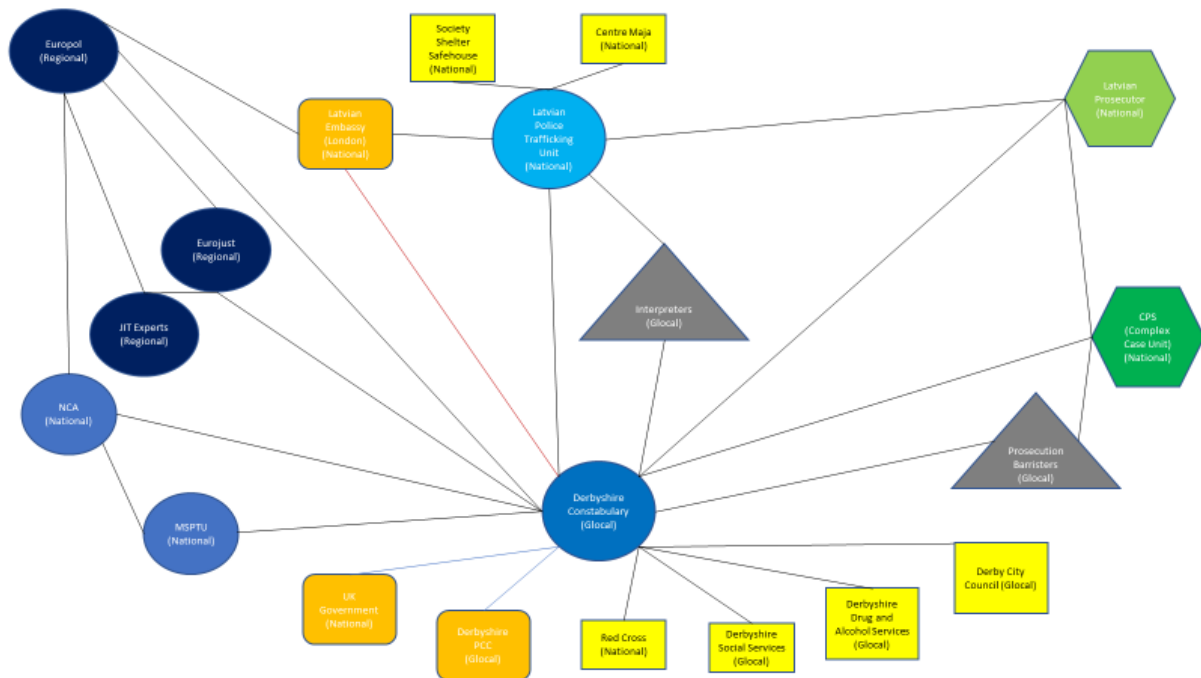 Europol
(Regional)
Society
Shelter
Safehouse
(National)
Centre Maja
(National)
Latvian
Embassy
(London)
(National)
Latvian
Police
Trafficking
Unit
(National)
Latvian
Prosecutor
(National)
Eurojust
(Regional)
JIT Experts
(Regional)
Interpreters
(Glocal)
CPS
(Complex
Case Unit)
(National)
NCA
(National)
Prosecution
Barristers
(Glocal)
MSPTU
(National)
Derbyshire
Constabulary
(Glocal)
UK
Government
(National)
Derbyshire
PCC
(Glocal)
Red Cross
(National)
Derbyshire
Social Services
(Glocal)
Derbyshire
Drug and
Alcohol Services
(Glocal)
Derby City
Council (Glocal)